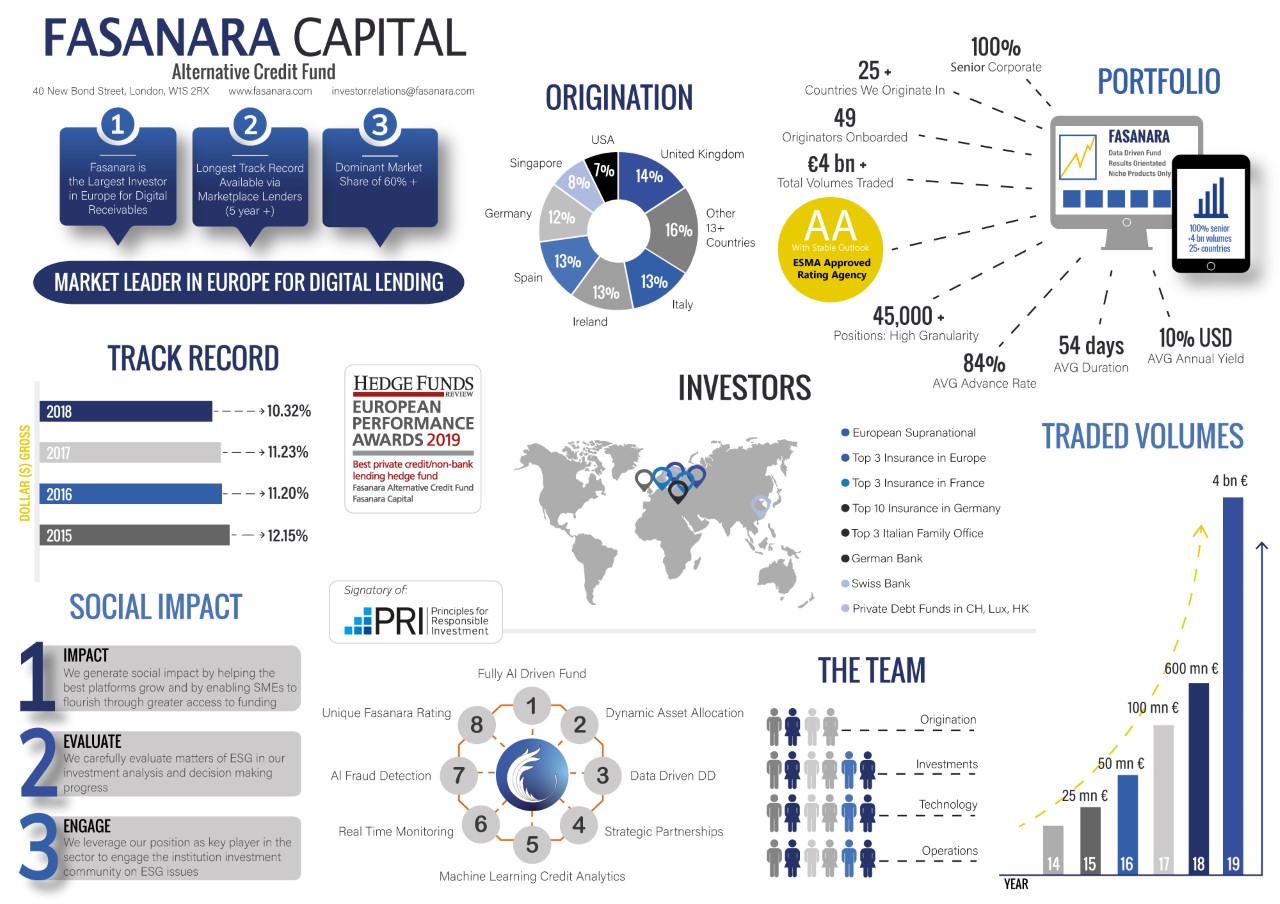 FASANARA CAPITAL
Alternative Credit Fund
40 New Bond Street, London, W1S 2RX www.fasanara.com investor.relations@fasanara.com
1
Fasanara is
the Largest Investor
in Europe for Digital
Receivables
2
Longest Track Record
Available via
Marketplace Lenders
(5 year +)
3
Dominant Market
Share of 60% +
MARKET LEADER IN EUROPE FOR DIGITAL LENDING
ORIGINATION
USA
7%
United Kingdom
14%
Other
13+
Countries
16%
Italy
13%
Ireland
13%
Spain
13%
Germany
12%
Singapore
8%
PORTFOLIO
100%
Senior Corporate
25 +
Countries We Originate In
49
Originators Onboarded
€4 bn +
Total Volumes Traded
AA
With Stable Outlook
ESMA Approved
Rating Agency
45,000 +
Positions: High Granularity
84%
AVG Advance Rate
54 days
AVG Duration
10% USD
AVG Annual Yield
FASANARA
Data Driven Fund
Results Orientated
Niche Products Only
100% senior
+4 bn volumes
25+ countries
TRACK RECORD
DOLLAR ($) GROSS
2018 10.32%
2017 11.23%
2016 11.20%
2015 12.15%
HEDGE FUNDS
REVIEW
EUROPEAN
PERFORMANCE
AWARDS 2019
Best private credit/non-bank
lending hedge fund
Fasanara Alternative Credit Fund
Fasanara Capital
INVESTORS
European Supranational
Top 3 Insurance in Europe
Top 3 Insurance in France
Top 10 Insurance in Germany
Top 3 Italian Family Office
German Bank
Swiss Bank
Private Debt Funds in CH, Lux, HK
TRADED VOLUMES
4 bn €
600 mn €
100 mn €
50 mn €
25 mn €
14 15 16 17 18 19
YEAR
SOCIAL IMPACT
1
IMPACT
We generate social impact by helping the
best platforms grow and by enabling SMEs to
flourish through greater access to funding
2
EVALUATE
We carefully evaluate matters of ESG in our
investment analysis and decision making
progress
3
ENGAGE
We leverage our position as key player in the
sector to engage the institution investment
community on ESG issues
Signatory of:
PRI
Principles for
Responsible
Investment
Fully AI Driven Fund
1
Dynamic Asset Allocation
2
Data Driven DD
3
Strategic Partnerships
4
Machine Learning Credit Analytics
5
Real Time Monitoring
6
AI Fraud Detection
7
Unique Fasanara Rating
8
THE TEAM
Origination
Investments
Technology
Operations